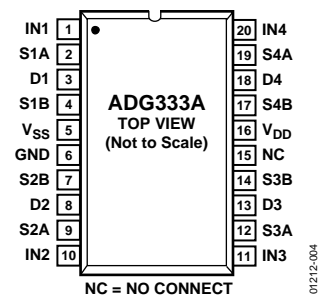 IN1 1
S1A 2
D1 3
S1B 4
VSS 5
GND 6
S2B 7
D2 8
S2A 9
IN2 10
ADG333A
TOP VIEW
(Not to Scale)
20 IN4
19 S4A
18 D4
17 S4B
16 VDD
15 NC
14 S3B
13 D3
12 S3A
11 IN3
NC = NO CONNECT
01212-004